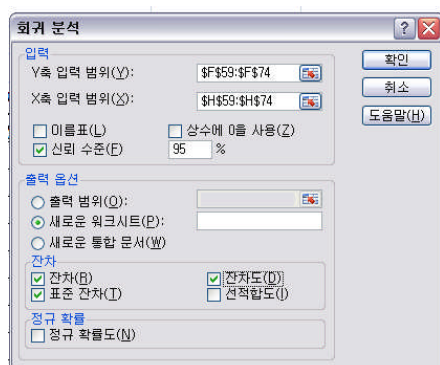 회귀 분석
입력
Y축 입력 범위(Y): $F$59:$F$74
X축 입력 범위(X): $H$59:$H$74
이름표(L) 상수에 0을 사용(Z)
신뢰 수준(F) 95 %
확인
취소
도움말(H)
출력 옵션
출력 범위(O):
새로운 워크시트(P):
새로운 통합 문서(W)
잔차
잔차(R) 잔차도(D)
표준 잔차(T) 선적합도(I)
정규 확률
정규 확률도(N)